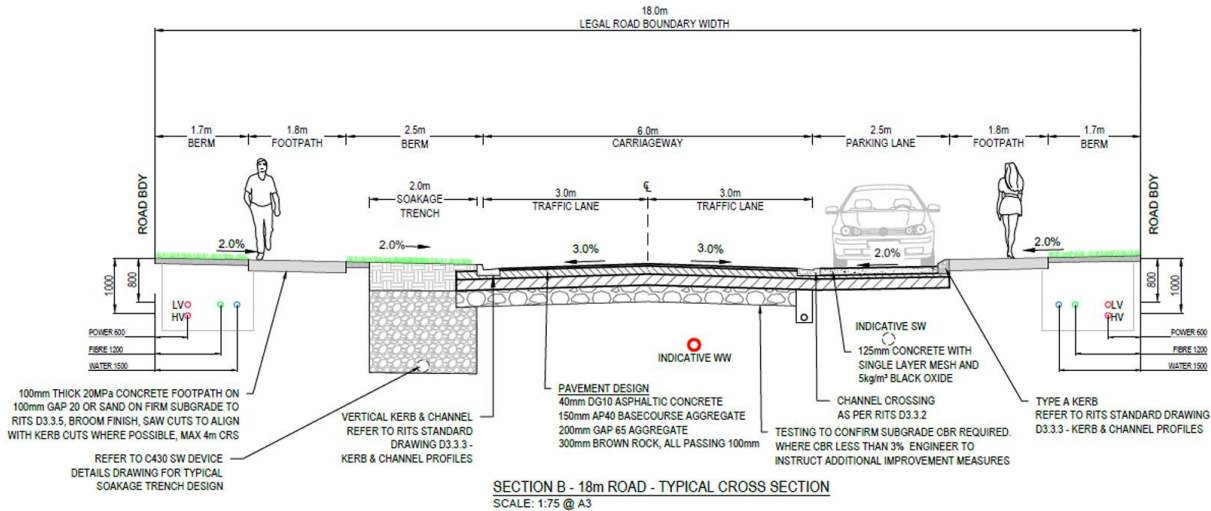 18.0m
LEGAL ROAD BOUNDARY WIDTH
1.7m
BERM
1.8m
FOOTPATH
2.5m
BERM
6.0m
CARRIAGEWAY
2.5m
PARKING LANE
1.8m
FOOTPATH
1.7m
BERM
ROAD BDY
2.0m
SOAKAGE
TRENCH
3.0m
TRAFFIC LANE
℄
3.0m
TRAFFIC LANE
ROAD BDY
2.0%
2.0%
3.0%
3.0%
2.0%
2.0%
1000
800
LV
HV
POWER 600
FIBRE 1200
WATER 1500
800
1000
LV
HV
POWER 600
FIBRE 1200
WATER 1500
INDICATIVE WW
INDICATIVE SW
125mm CONCRETE WITH
SINGLE LAYER MESH AND
5kg/m³ BLACK OXIDE
100mm THICK 20MPa CONCRETE FOOTPATH ON
100mm GAP 20 OR SAND ON FIRM SUBGRADE TO
RITS D3.3.5, BROOM FINISH, SAW CUTS TO ALIGN
WITH KERB CUTS WHERE POSSIBLE, MAX 4m CRS
REFER TO C430 SW DEVICE
DETAILS DRAWING FOR TYPICAL
SOAKAGE TRENCH DESIGN
VERTICAL KERB & CHANNEL
REFER TO RITS STANDARD
DRAWING D3.3.3 -
KERB & CHANNEL PROFILES
PAVEMENT DESIGN
40mm DG10 ASPHALTIC CONCRETE
150mm AP40 BASECOURSE AGGREGATE
200mm GAP 65 AGGREGATE
300mm BROWN ROCK, ALL PASSING 100mm
CHANNEL CROSSING
AS PER RITS D3.3.2
TESTING TO CONFIRM SUBGRADE CBR REQUIRED.
WHERE CBR LESS THAN 3% ENGINEER TO
INSTRUCT ADDITIONAL IMPROVEMENT MEASURES
TYPE A KERB
REFER TO RITS STANDARD DRAWING
D3.3.3 - KERB & CHANNEL PROFILES
SECTION B - 18m ROAD - TYPICAL CROSS SECTION
SCALE: 1:75 @ A3